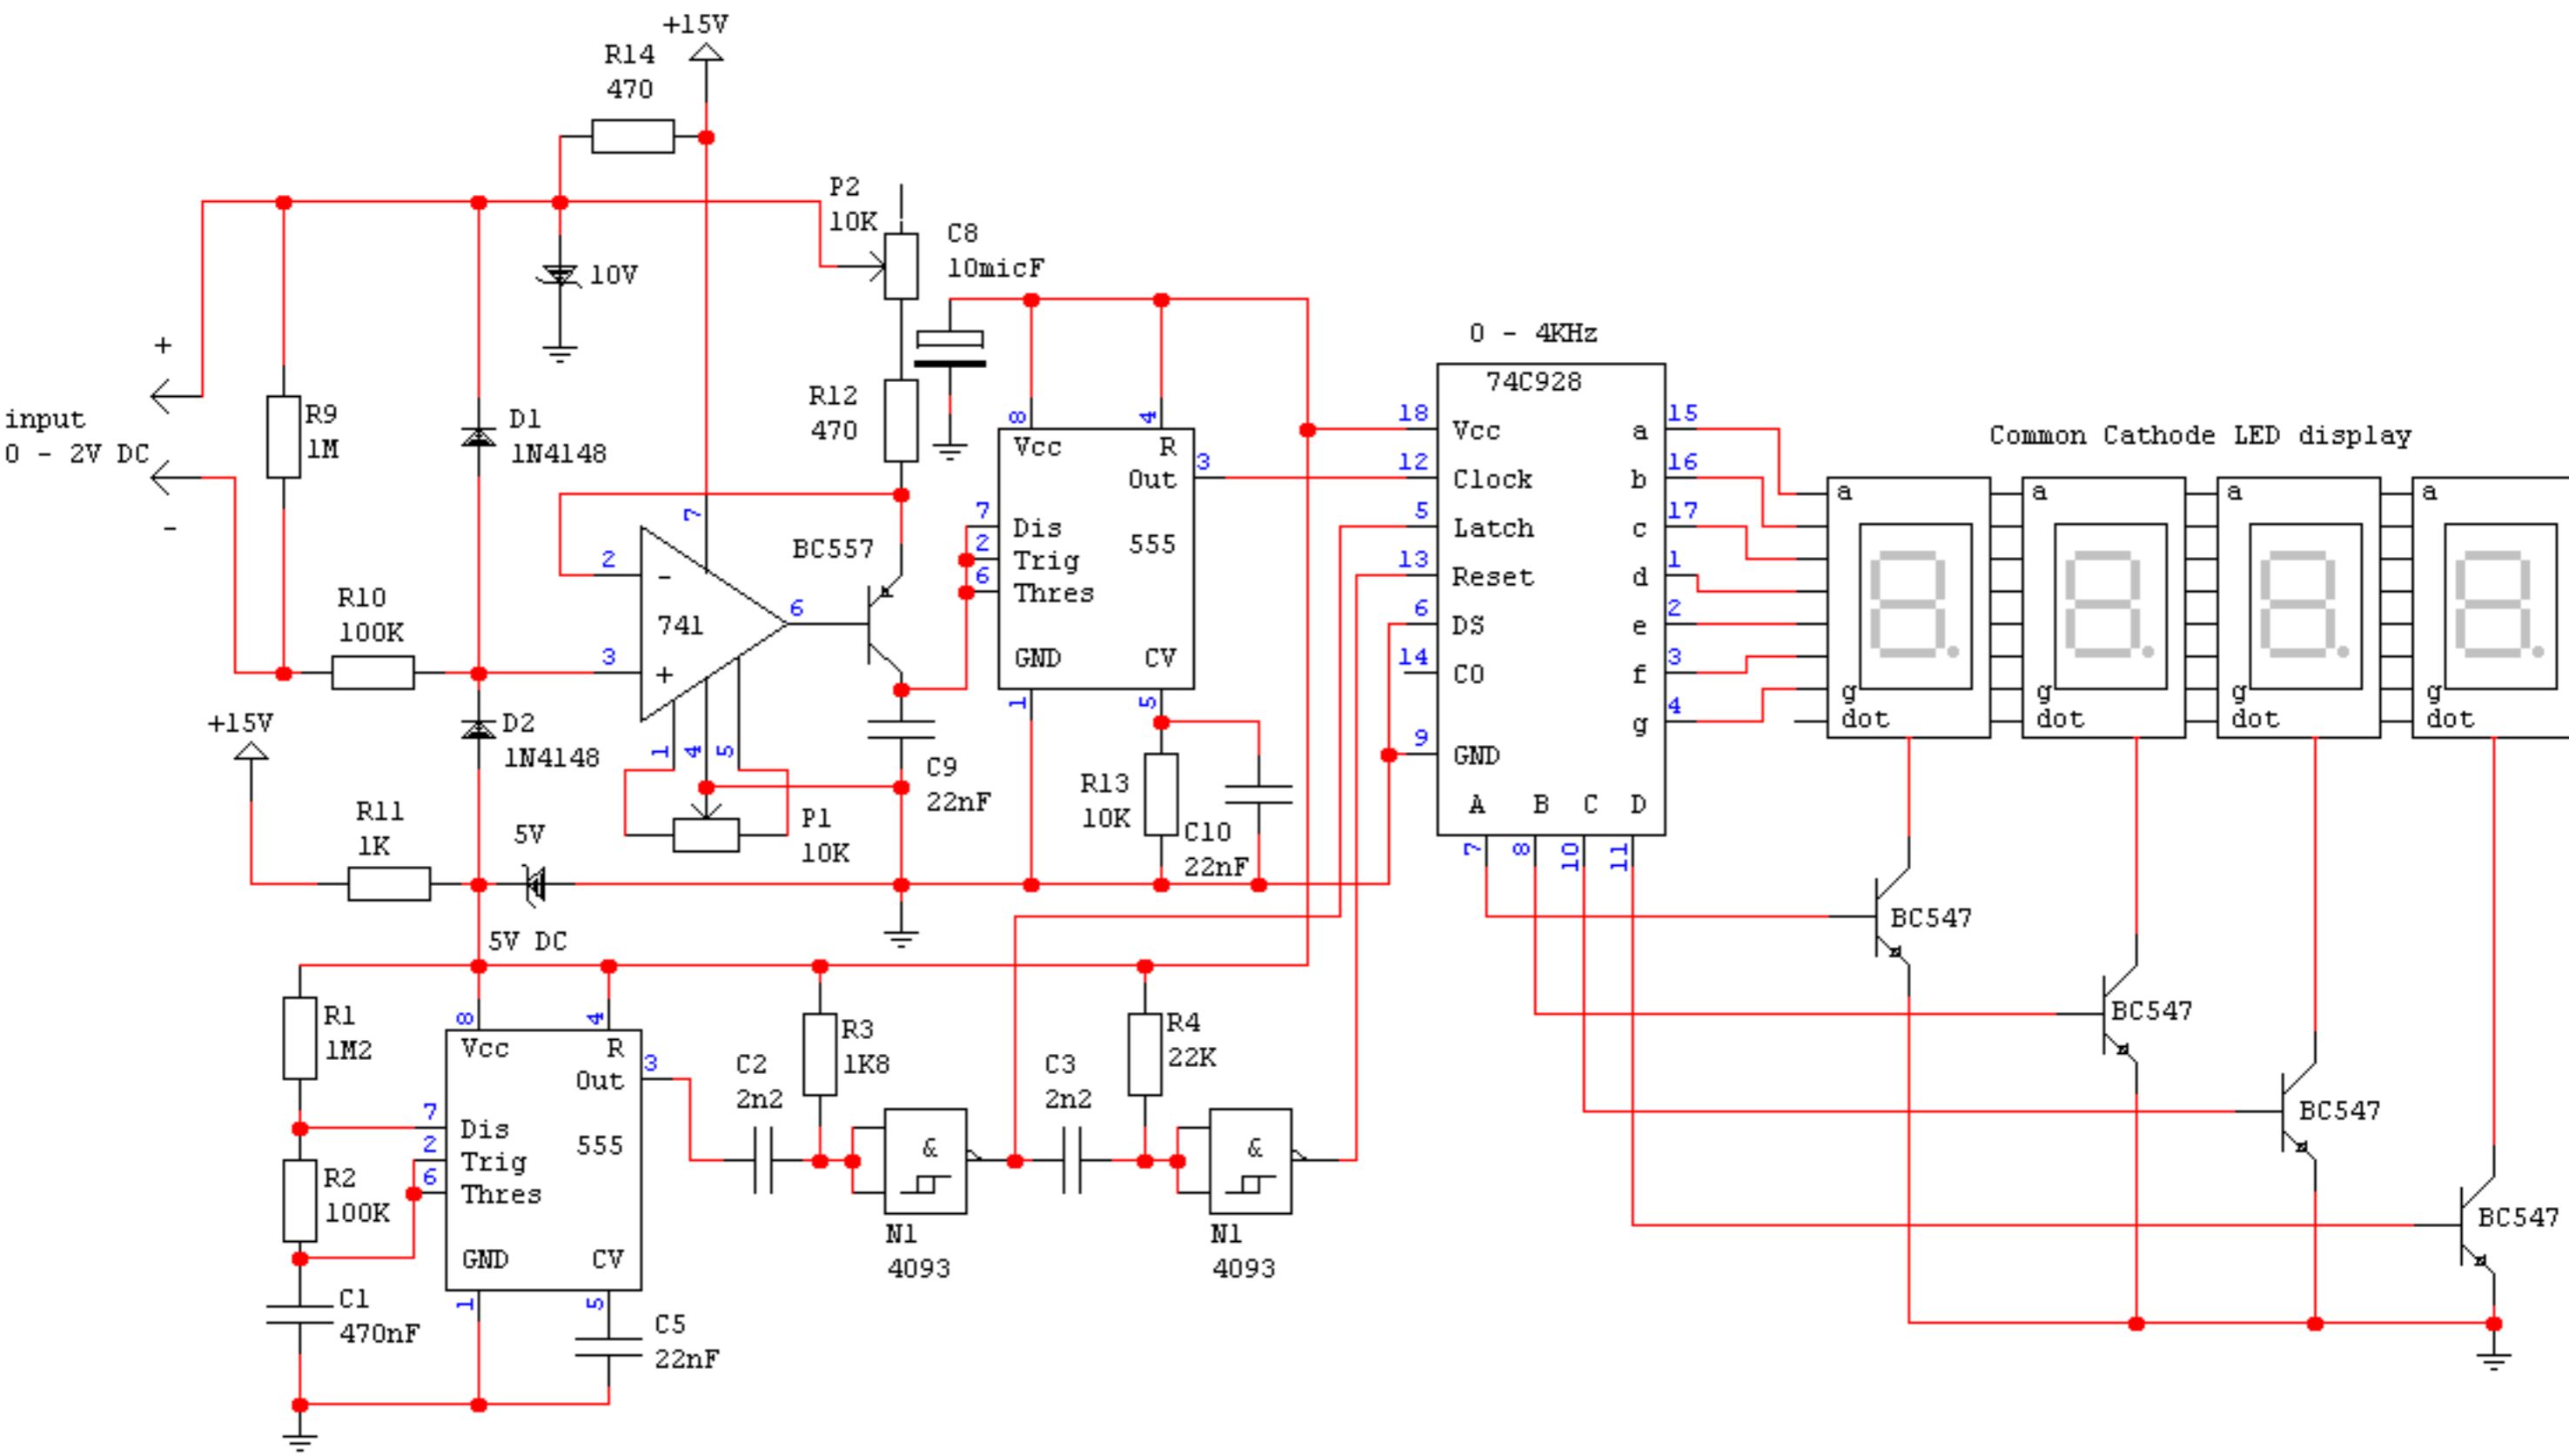 +15V
R14
470
P2
10K
C8
10micF
10V
+
input
0 - 2V DC
-
R9
1M
D1
1N4148
R12
470
R10
100K
2
-
7
741
3
+
6
1
4
5
BC557
+15V
D2
1N4148
R11
1K
5V
P1
10K
C9
22nF
8
4
Vcc
R
Out
3
7
Dis
2
Trig
6
Thres
555
GND
CV
1
5
R13
10K
C10
22nF
0 - 4KHz
74C928
18
Vcc
a
15
12
Clock
b
16
5
Latch
c
17
13
Reset
d
1
6
DS
e
2
14
CO
f
3
9
GND
g
4
A B C D
7
8
10
11
Common Cathode LED display
a
g
dot
a
g
dot
a
g
dot
a
g
dot
BC547
BC547
BC547
BC547
5V DC
R1
1M2
R2
100K
C1
470nF
8
4
Vcc
R
Out
3
7
Dis
2
Trig
6
Thres
555
GND
CV
1
5
C5
22nF
C2
2n2
R3
1K8
&
N1
4093
C3
2n2
R4
22K
&
N1
4093